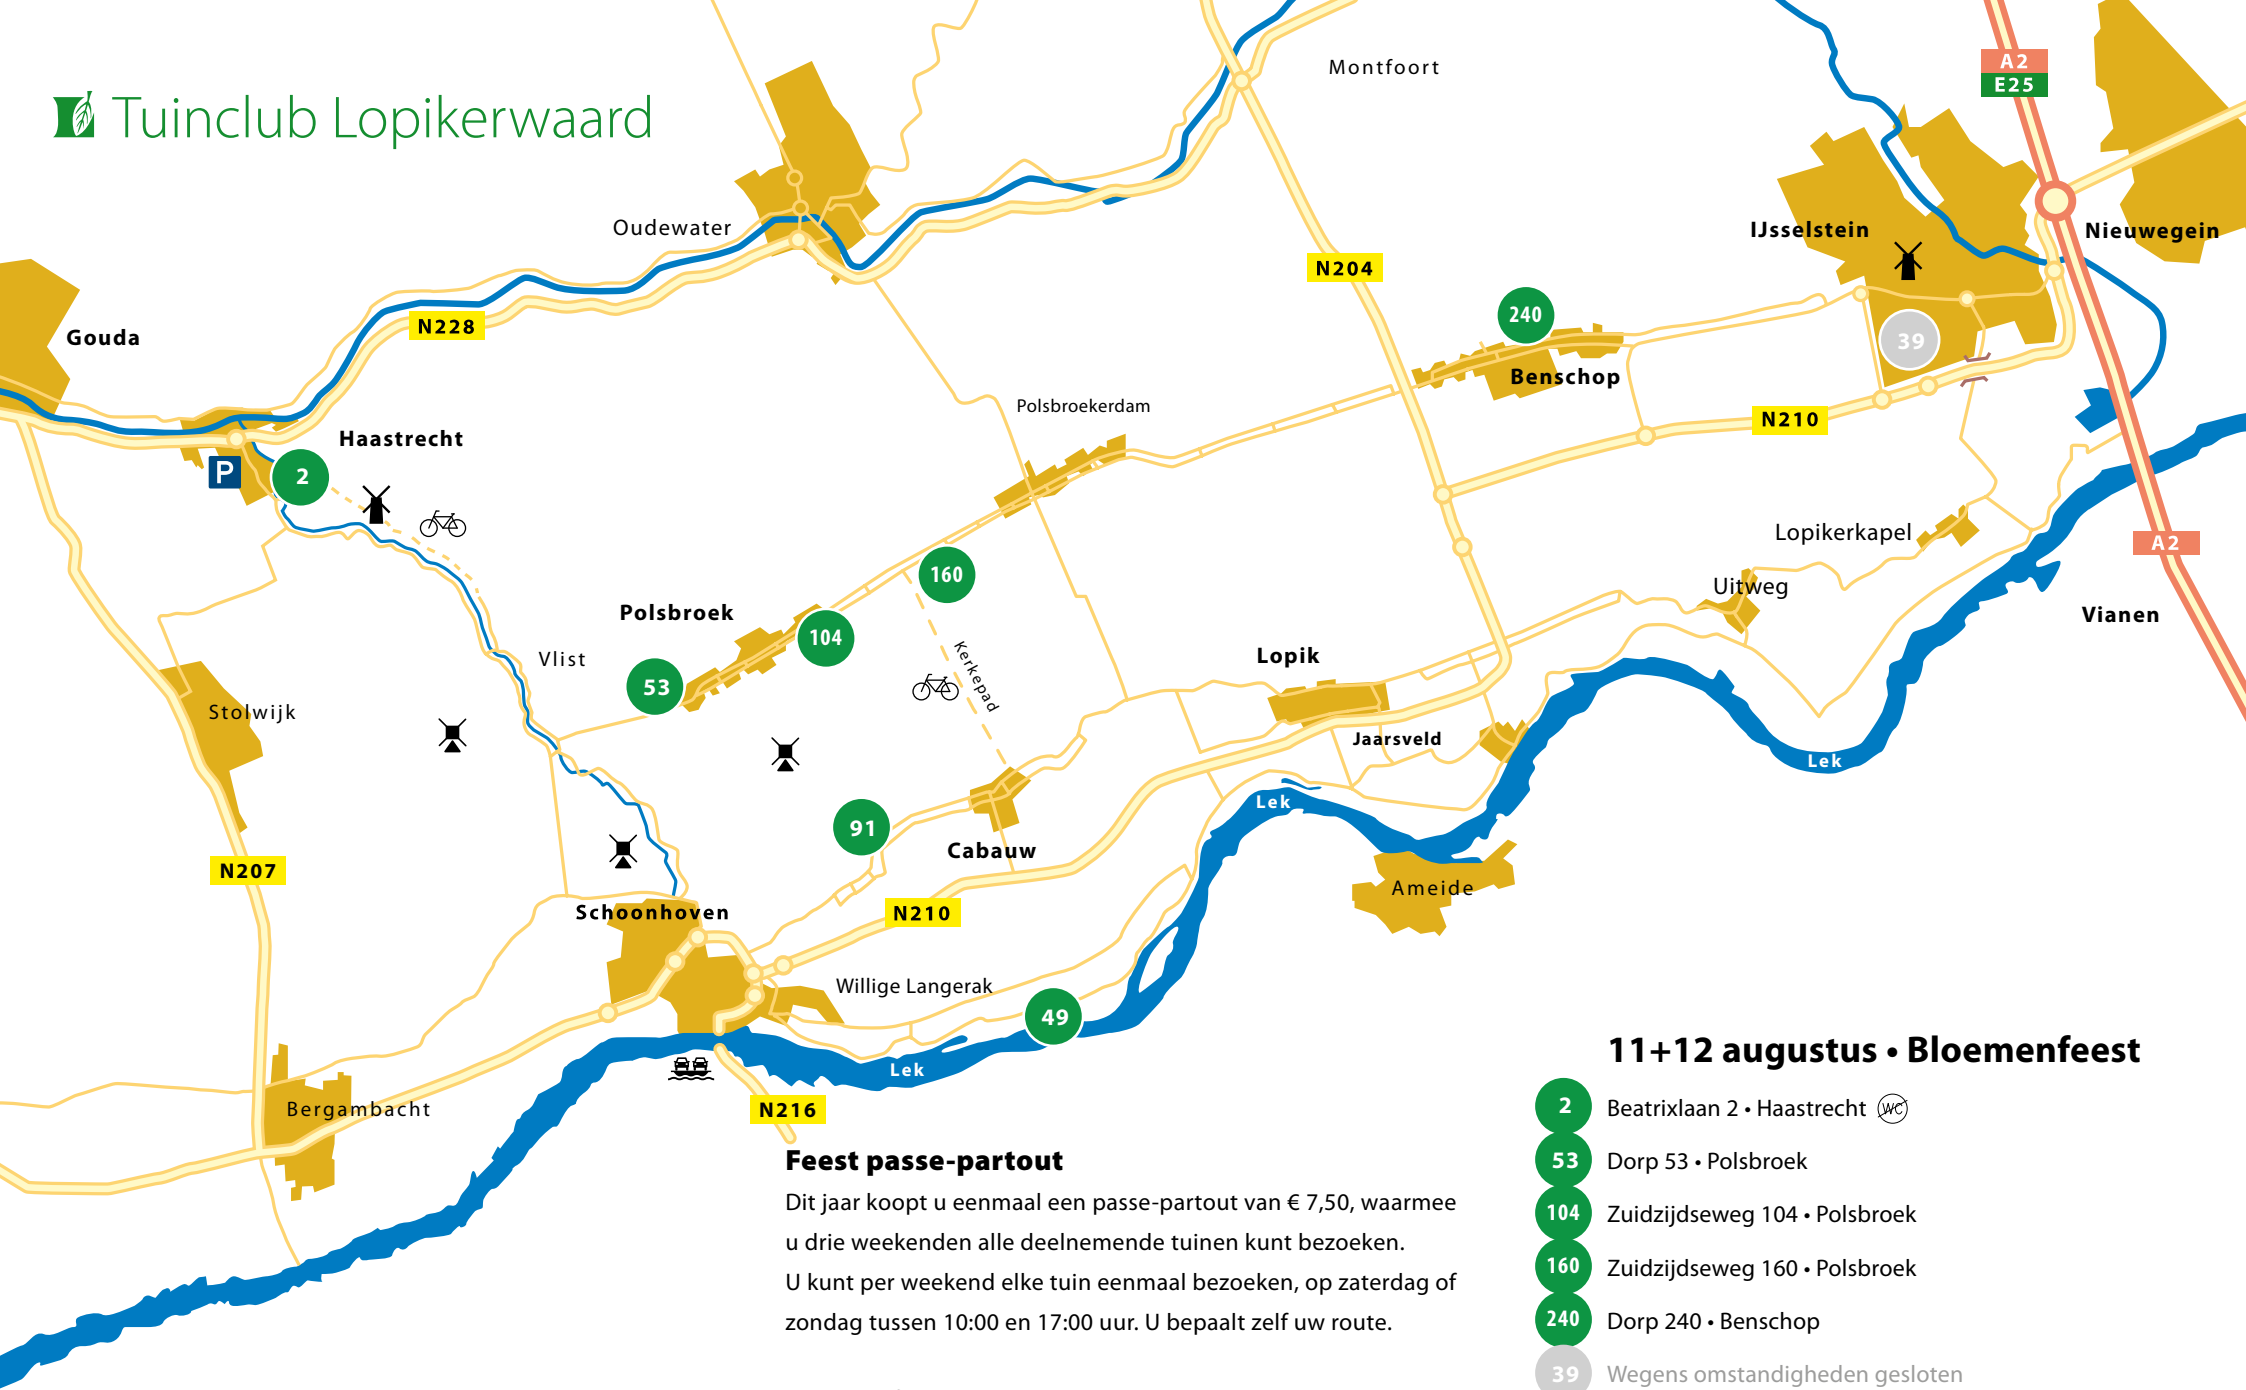 Tuinclub Lopikerwaard
Montfoort
A2
E25
Oudewater
IJsselstein
Nieuwegein
N204
Gouda
N228
240
39
Benschop
Polsbroekerdam
N210
Haastrecht
P
2
Lopikerkapel
A2
160
Uitweg
Polsbroek
104
Vianen
Vlist
Kerkepad
Lopik
53
Stolwijk
Jaarsveld
Lek
Lek
91
Cabauw
N207
Ameide
Schoonhoven
N210
Willige Langerak
49
Lek
Bergambacht
N216
Feest passe-partout
Dit jaar koopt u eenmaal een passe-partout van € 7,50, waarmee
u drie weekenden alle deelnemende tuinen kunt bezoeken.
U kunt per weekend elke tuin eenmaal bezoeken, op zaterdag of
zondag tussen 10:00 en 17:00 uur. U bepaalt zelf uw route.
11+12 augustus • Bloemenfeest
2 Beatrixlaan 2 • Haastrecht WC
53 Dorp 53 • Polsbroek
104 Zuidzijdseweg 104 • Polsbroek
160 Zuidzijdseweg 160 • Polsbroek
240 Dorp 240 • Benschop
39 Wegens omstandigheden gesloten